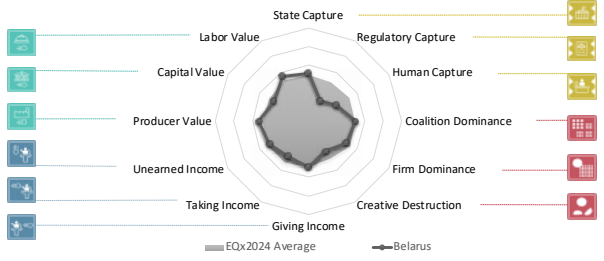 State Capture
Labor Value
Regulatory Capture
Capital Value
Human Capture
Producer Value
Coalition Dominance
Unearned Income
Firm Dominance
Taking Income
Creative Destruction
Giving Income
EQx2024 Average
Belarus